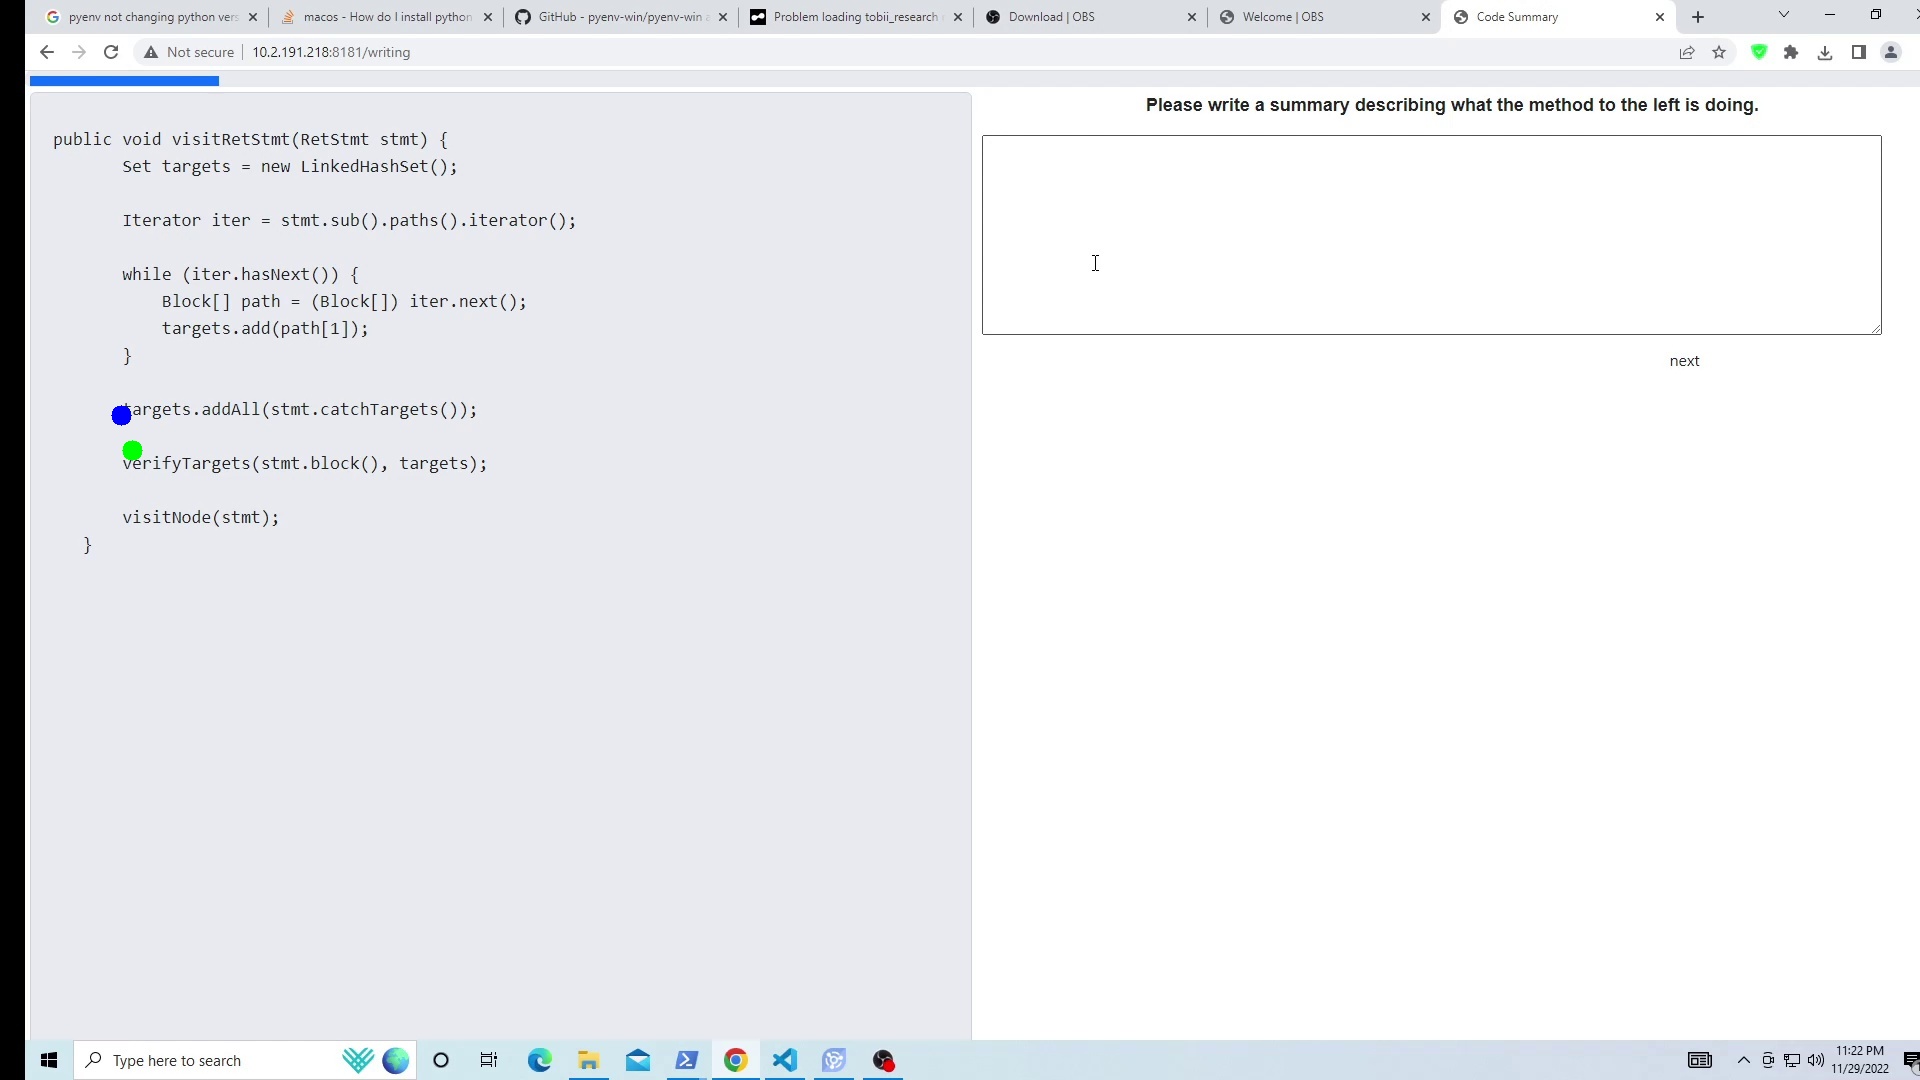 pyenv not changing python vers
macos - How do I install python
GitHub - pyenv-win/pyenv-win
Problem loading tobii_research
Download | OBS
Welcome | OBS
Code Summary
Not secure
10.2.191.218:8181/writing
public void visitRetStmt(RetStmt stmt) {
Set targets = new LinkedHashSet();
Iterator iter = stmt.sub().paths().iterator();
while (iter.hasNext()) {
Block[] path = (Block[]) iter.next();
targets.add(path[1]);
}
targets.addAll(stmt.catchTargets());
verifyTargets(stmt.block(), targets);
visitNode(stmt);
}
Please write a summary describing what the method to the left is doing.
next
Type here to search
11:22 PM
11/29/2022